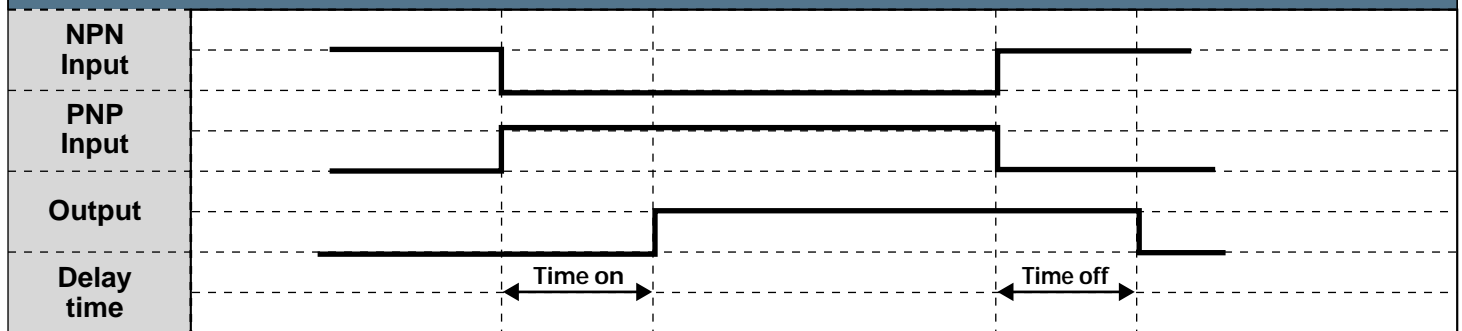 NPN
Input
PNP
Input
Output
Delay
time
Time on
Time off